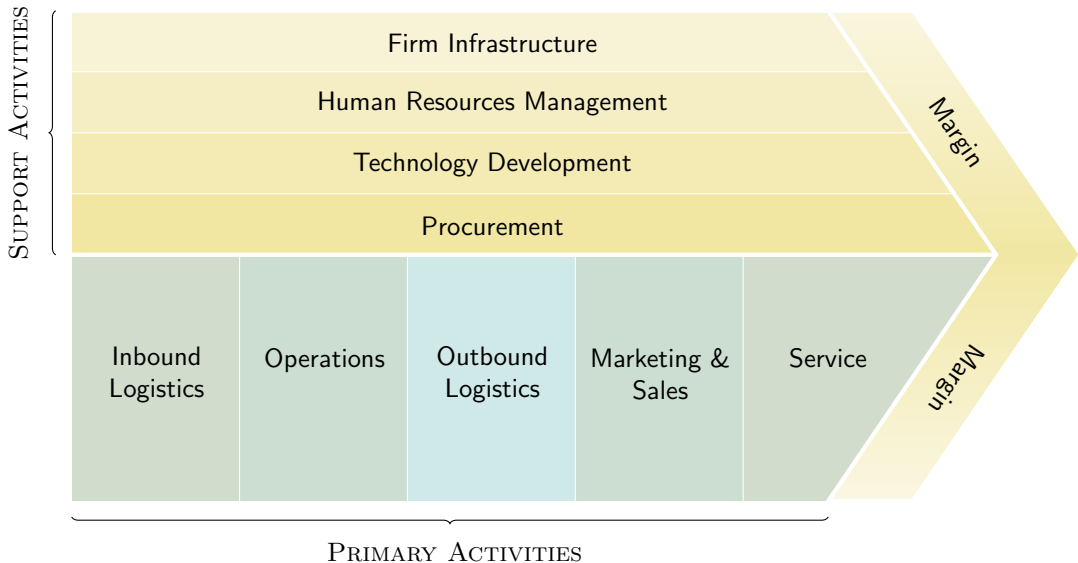 SUPPORT ACTIVITIES
Firm Infrastructure
Human Resources Management
Technology Development
Procurement
Margin
Inbound
Logistics
Operations
Outbound
Logistics
Marketing &
Sales
Service
Margin
PRIMARY ACTIVITIES